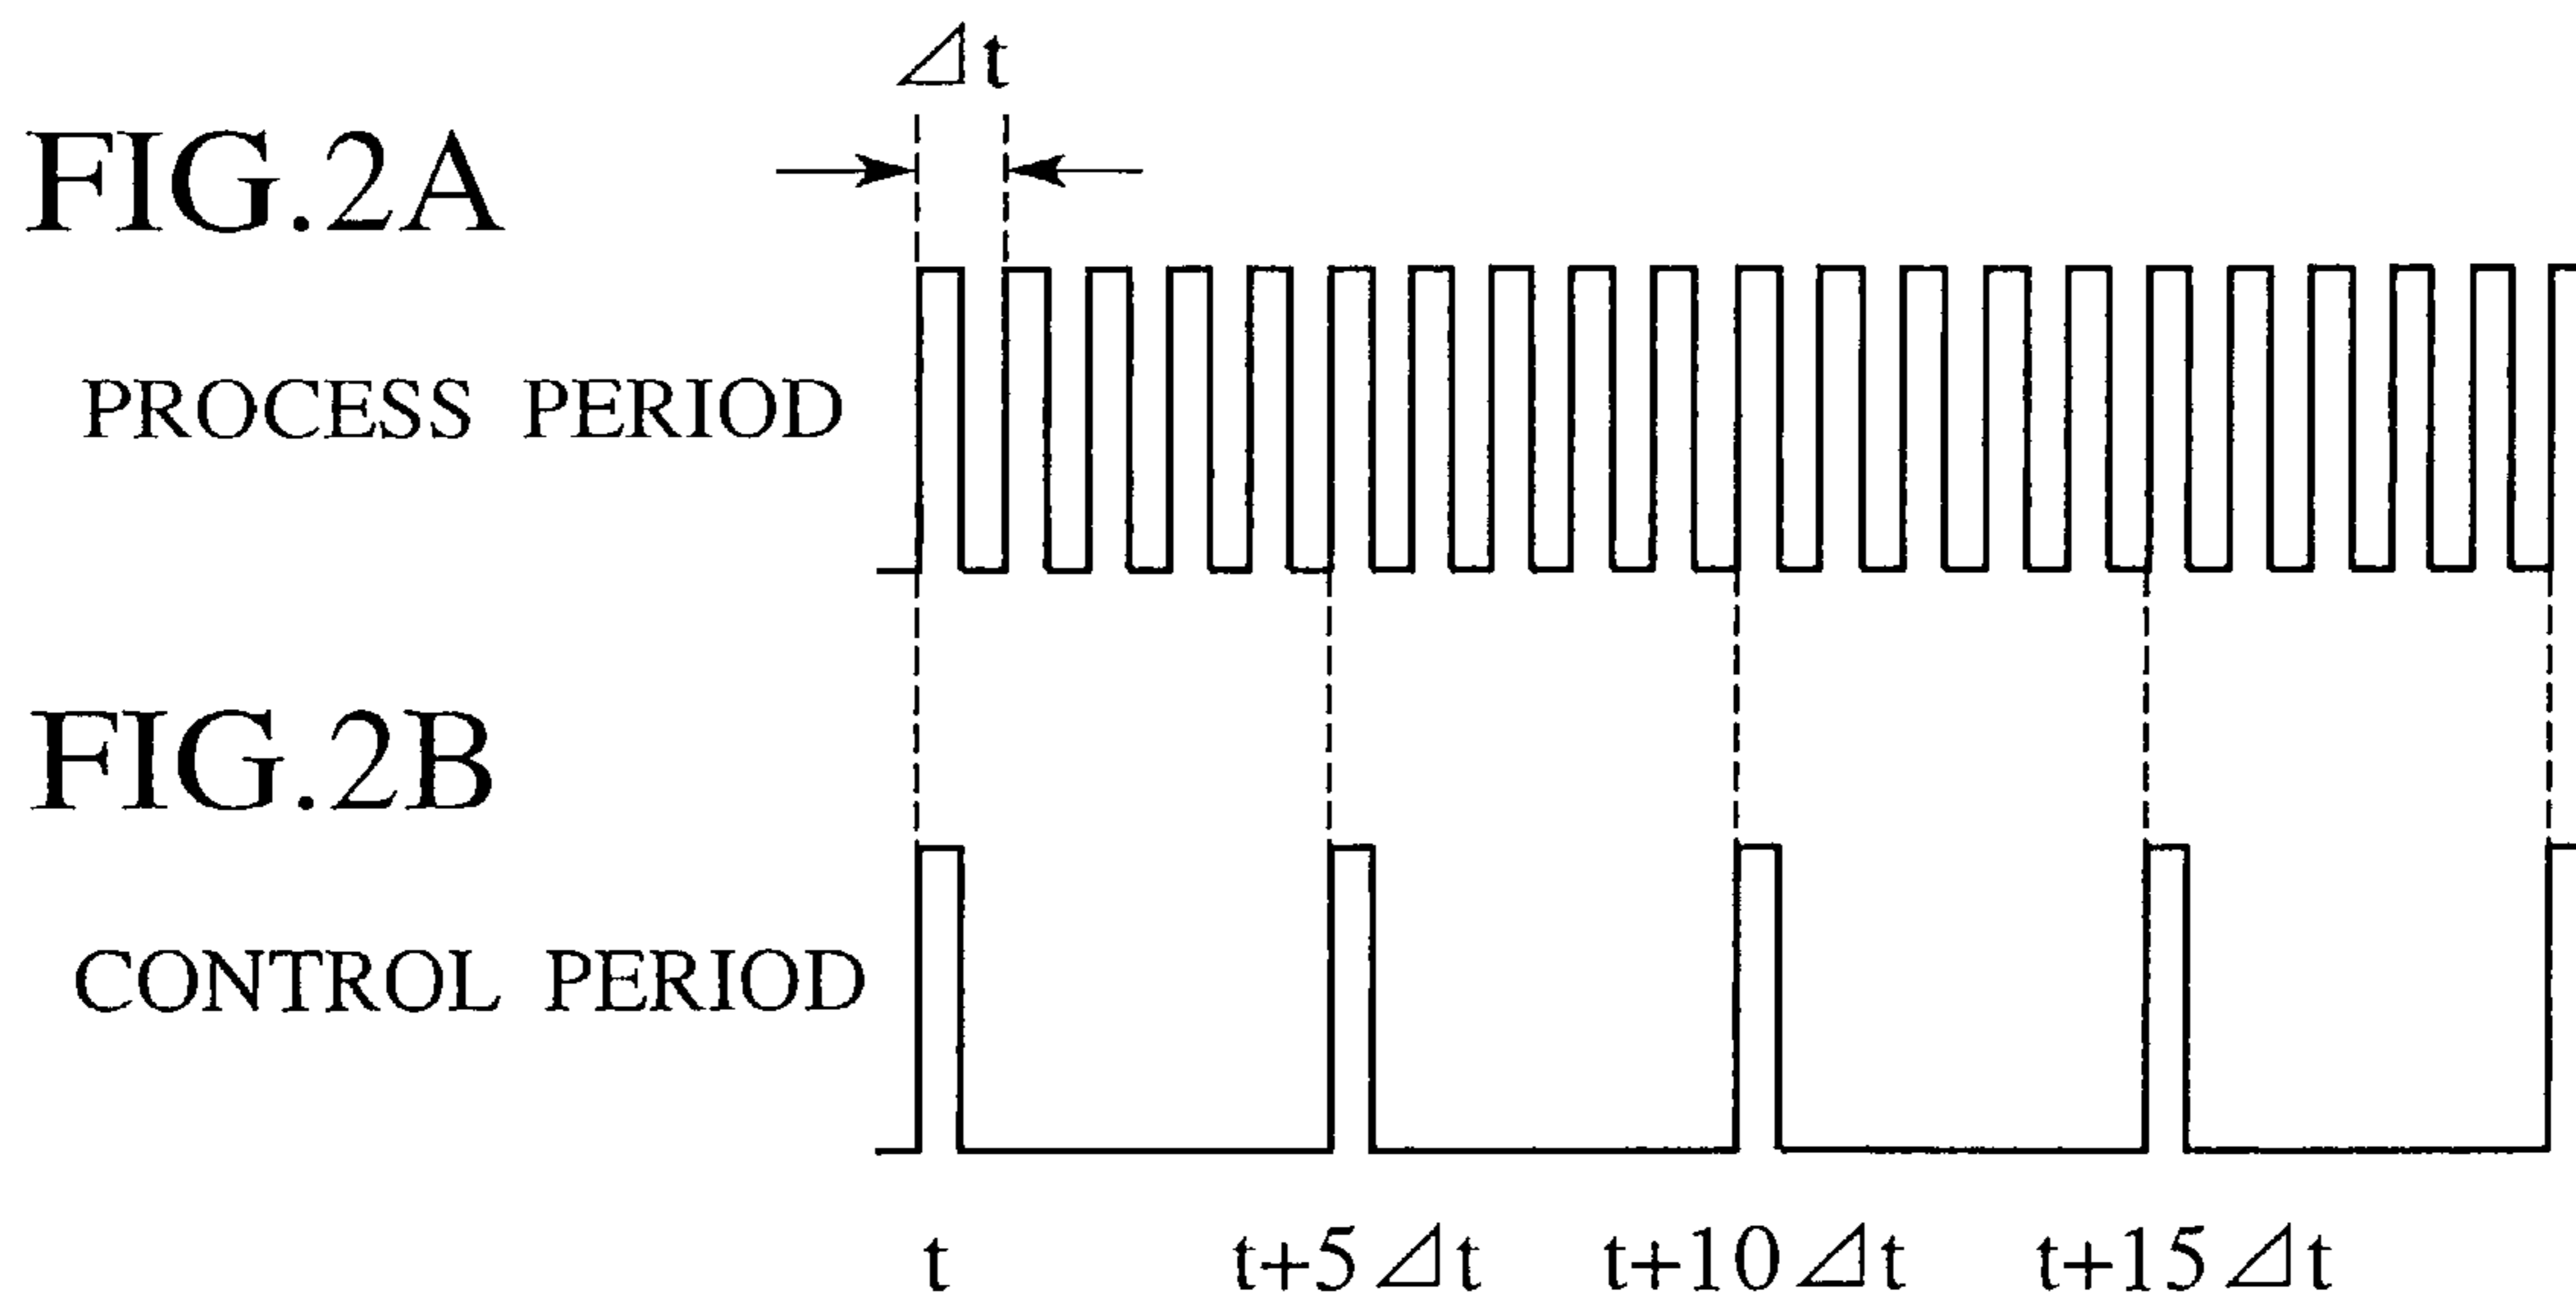 ⊿t
FIG.2A
PROCESS PERIOD
FIG.2B
CONTROL PERIOD
t t+5⊿t t+10⊿t t+15⊿t